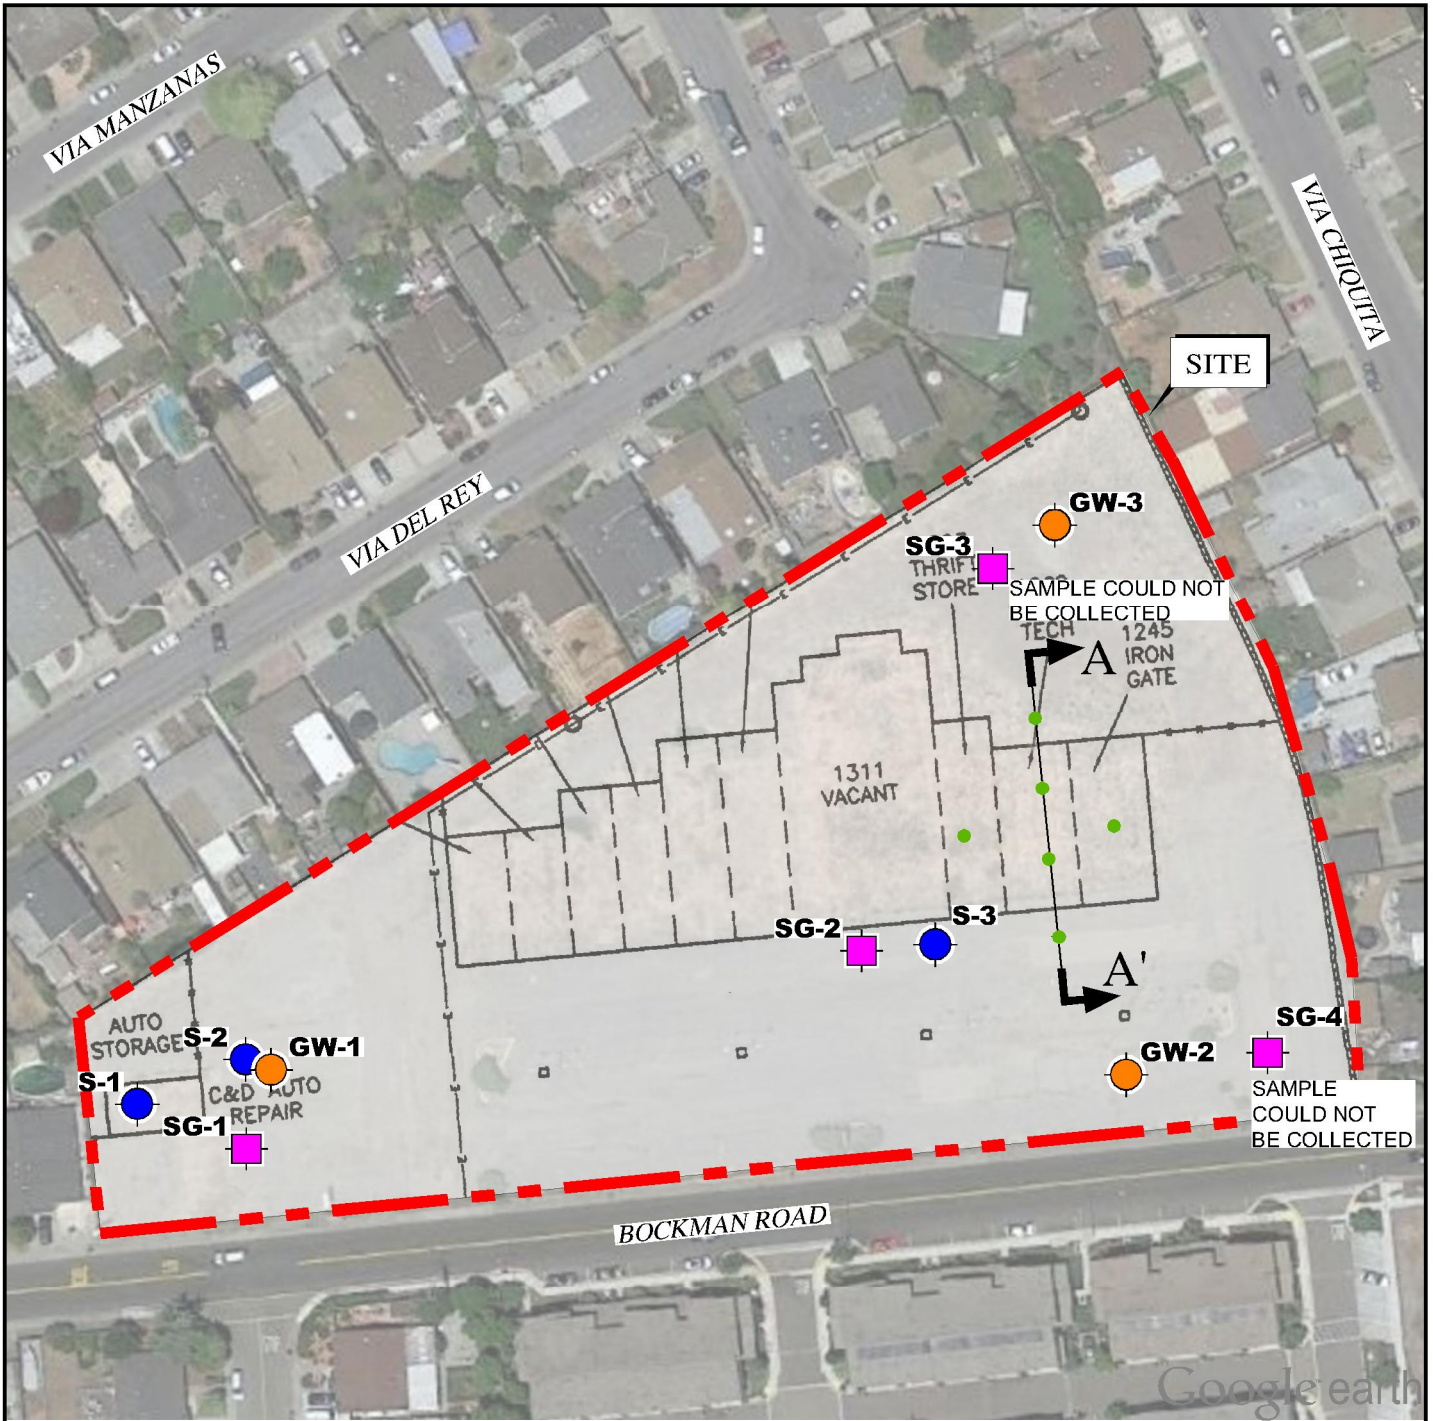 VIA MANZANAS
VIA CHIQUITA
SITE
VIA DEL REY
GW-3
SG-3
THRIFT
STORE
SAMPLE COULD NOT
BE COLLECTED
TECH
1245
IRON
GATE
A
1311
VACANT
SG-2
S-3
A'
SG-4
SAMPLE
COULD NOT
BE COLLECTED
GW-2
AUTO
STORAGE
S-2
GW-1
S-1
C&D AUTO
REPAIR
SG-1
BOCKMAN ROAD
Google earth